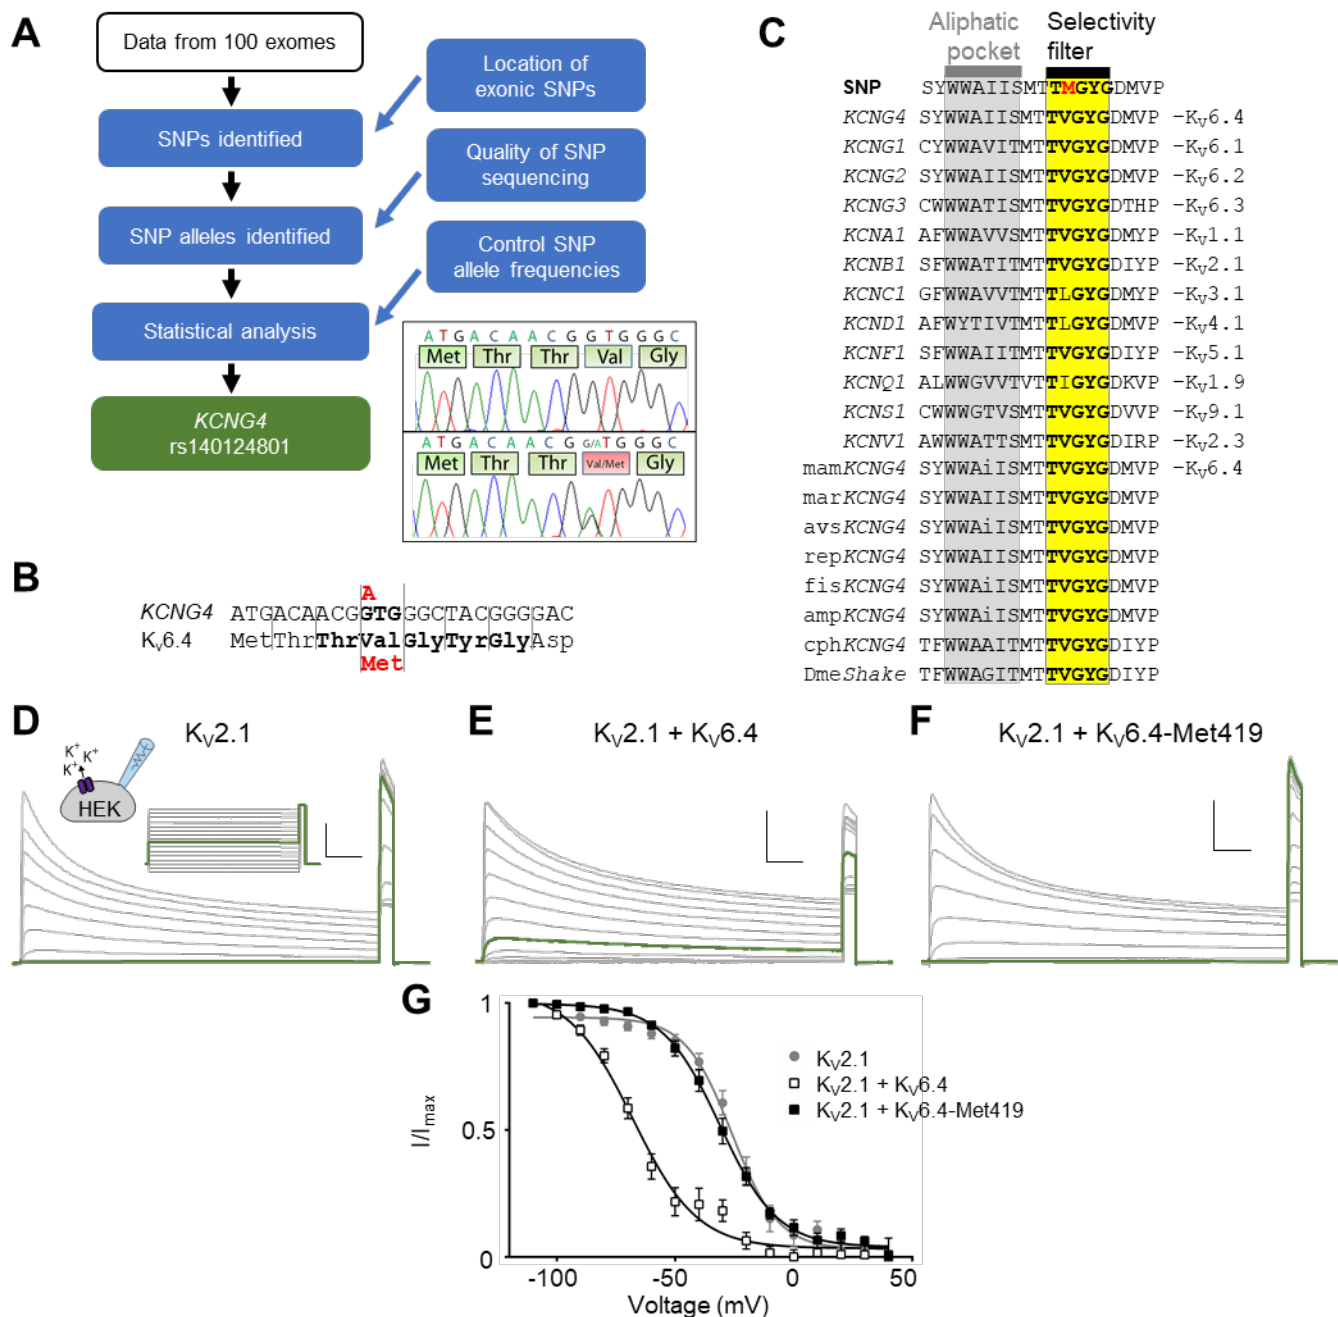 A
Data from 100 exomes
SNPs identified
SNP alleles identified
Statistical analysis
KCNG4
rs140124801
Location of
exonic SNPs
Quality of SNP
sequencing
Control SNP
allele frequencies
A T G A C A A C G G T G G G C
Met Thr Thr Val Gly
A T G A C A A C G G/A T G G G C
Met Thr Thr Val/Met Gly
B
A
KCNG4 ATGACAACGGTGGGCTACGGGGAC
Kv6.4 MetThrThrValGlyTyrGlyAsp
Met
C
Aliphatic
pocket
Selectivity
filter
SNP SYWWAIISMTTMGYGDMVP
KCNG4 SYWWAIISMTTVGYGDMVP –Kv6.4
KCNG1 CYWWAVITMTTVGYGDMVP –Kv6.1
KCNG2 SYWWAIISMTTVGYGDMVP –Kv6.2
KCNG3 CWWWATISMTTVGYGDTHP –Kv6.3
KCNA1 AFWWAVVSMTTVGYGDMYP –Kv1.1
KCNB1 SFWWATITMTTVGYGDIYP –Kv2.1
KCNC1 GFWWAVVTMTTLGYGDMYP –Kv3.1
KCND1 AFWYTIVTMTTLGYGDMVP –Kv4.1
KCNF1 SFWWAIITMTTVGYGDIYP –Kv5.1
KCNQ1 ALWWGVVTVTTIGYGDKVP –Kv1.9
KCNS1 CWWWGTVSMTTVGYGDVVP –Kv9.1
KCNV1 AWWWATTSMTTVGYGDIRP –Kv2.3
mamKCNG4 SYWWAiISMTTVGYGDMVP –Kv6.4
marKCNG4 SYWWAIISMTTVGYGDMVP
avsKCNG4 SYWWAiISMTTVGYGDMVP
repKCNG4 SYWWAIISMTTVGYGDMVP
fisKCNG4 SYWWAiISMTTVGYGDMVP
ampKCNG4 SYWWAiISMTTVGYGDMVP
cphKCNG4 TFWWAAITMTTVGYGDIYP
DmeShake TFWWAGITMTTVGYGDIYP
D
Kv2.1
K+ K+
K+
HEK
E
Kv2.1 + Kv6.4
F
Kv2.1 + Kv6.4-Met419
G
I/Imax
1
0.5
0
-100 -50 0 50
Voltage (mV)
Kv2.1
Kv2.1 + Kv6.4
Kv2.1 + Kv6.4-Met419